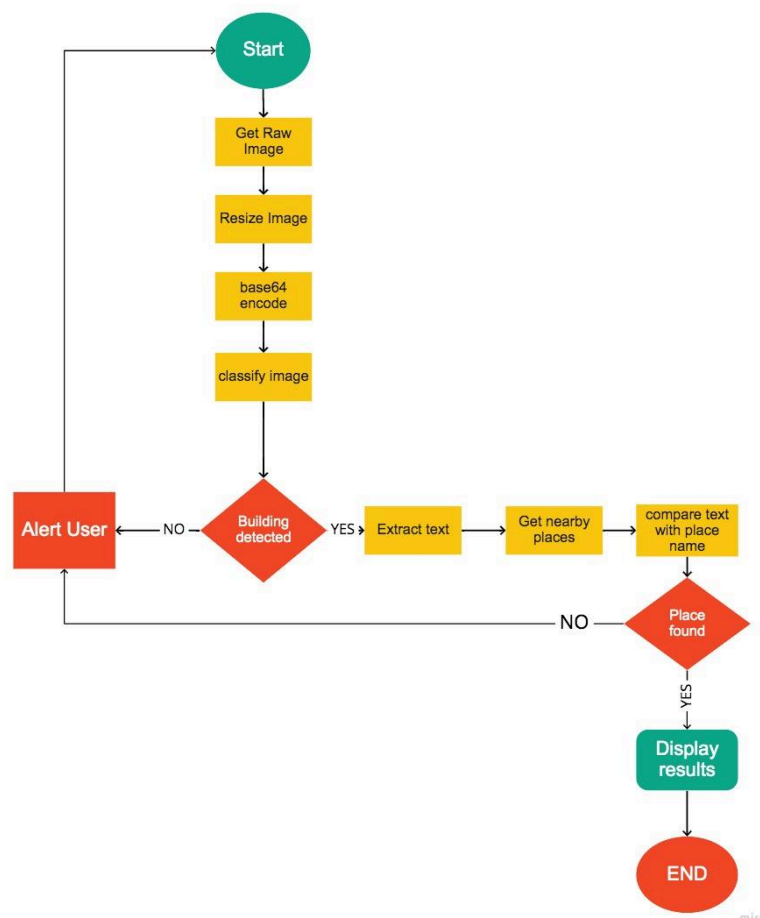 Start
Get Raw
Image
Resize Image
base64
encode
classify image
Alert User
NO
Building
detected
YES
Extract text
Get nearby
places
compare text
with place
name
NO
Place
found
YES
Display
results
END